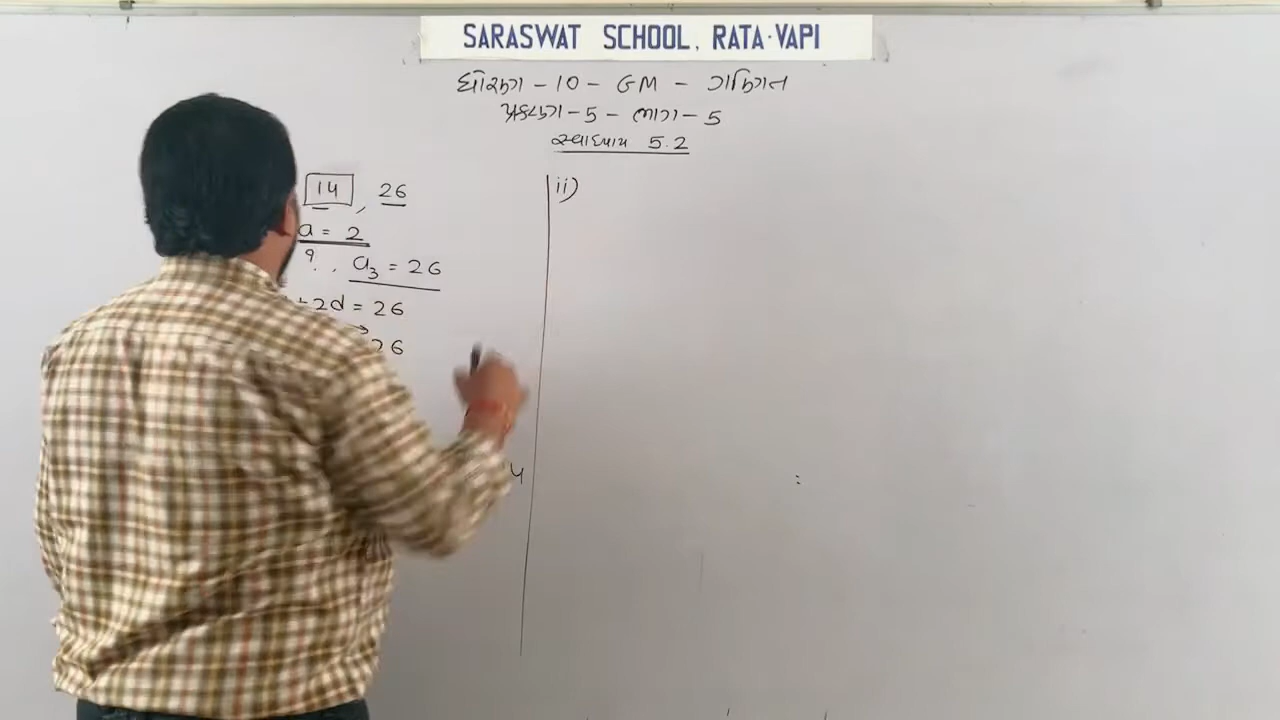 SARASWAT SCHOOL, RATA·VAPI
ધોરણ - 10 - GM - ગણિત
પ્રકરણ - 5 - ભાગ - 5
સ્વાધ્યાય 5.2
14 , 26
a = 2
a₃ = 26
+ 2d = 26
26
4
ii)